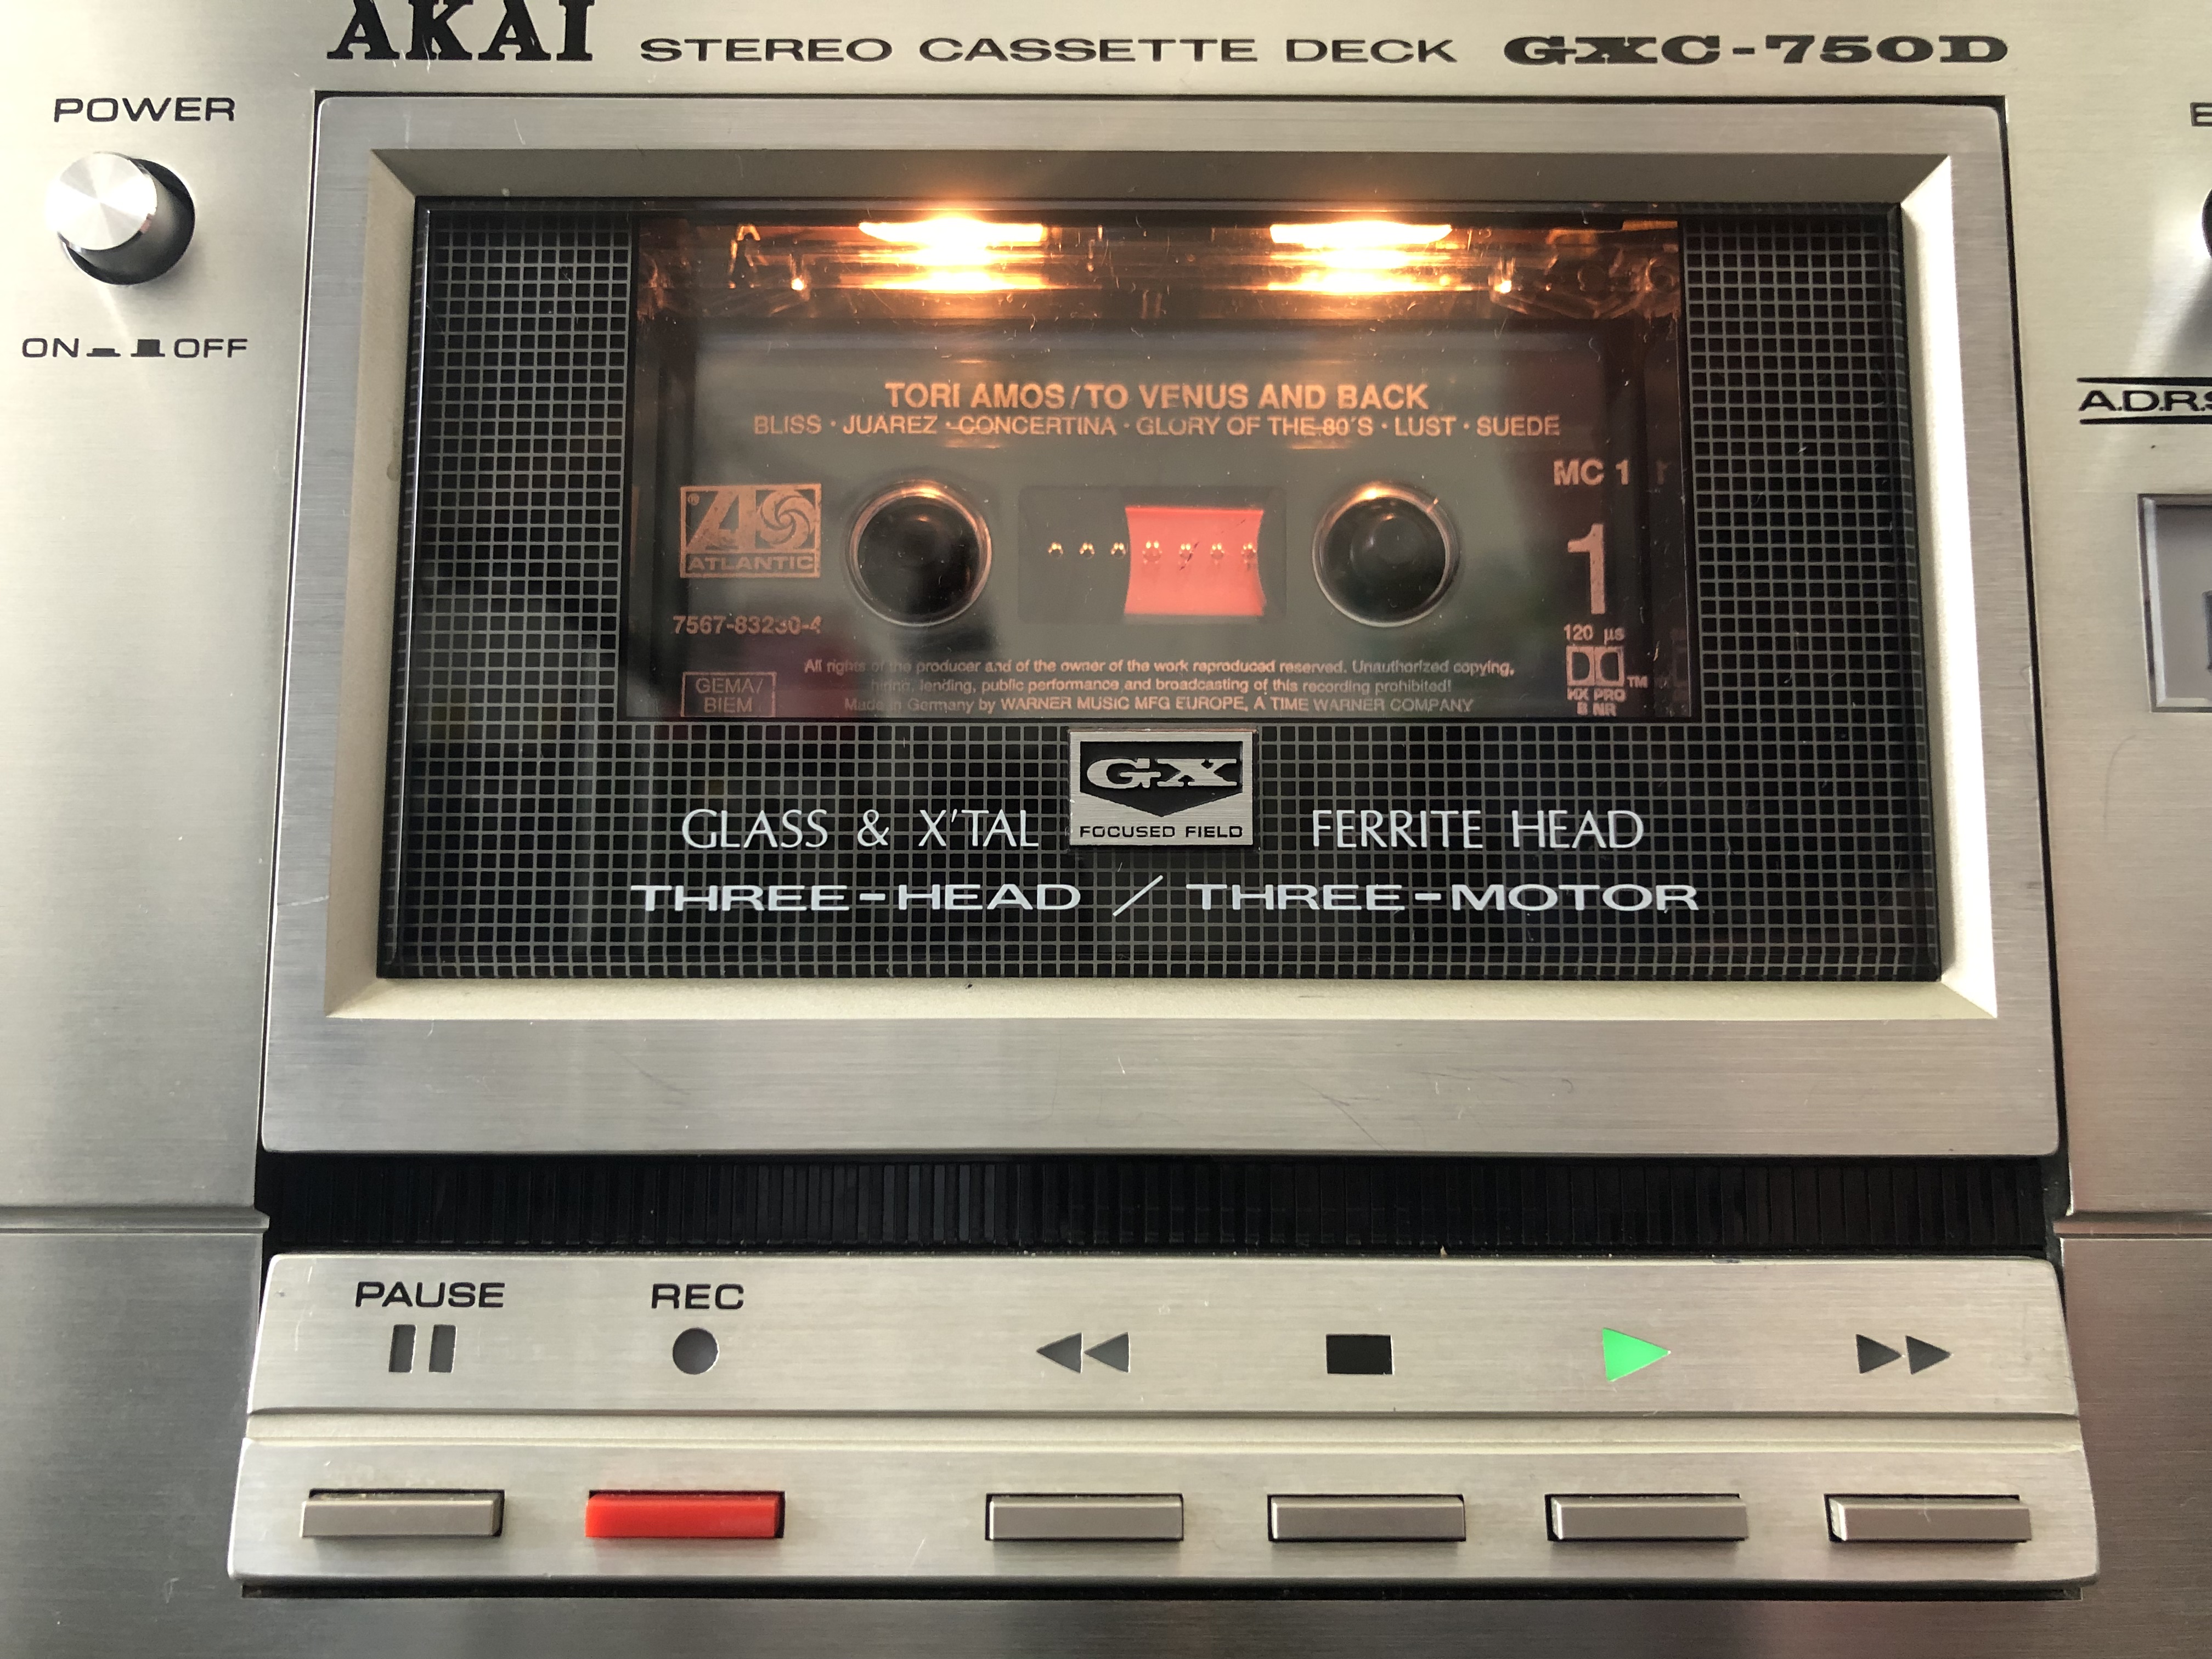 AKAI STEREO CASSETTE DECK GXC-750D
POWER
ON OFF
A.D.R.S
TORI AMOS/TO VENUS AND BACK
BLISS · JUAREZ · CONCERTINA · GLORY OF THE 80´S · LUST · SUEDE
MC 1
ATLANTIC
1
7567-83230-4
120 µs
GEMA/
BIEM
All rights of the producer and of the owner of the work reproduced reserved. Unauthorized copying,
hiring, lending, public performance and broadcasting of this recording prohibited!
Made in Germany by WARNER MUSIC MFG EUROPE, A TIME WARNER COMPANY
TM
HX PRO
B NR
GX
FOCUSED FIELD
GLASS & X'TAL FERRITE HEAD
THREE-HEAD / THREE-MOTOR
PAUSE REC